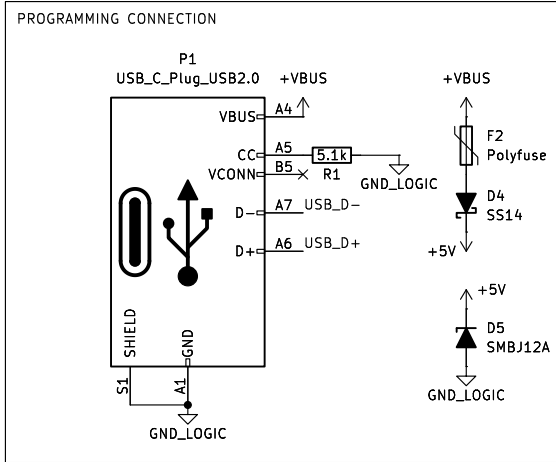 PROGRAMMING CONNECTION
P1
USB_C_Plug_USB2.0
+VBUS
VBUS A4
CC A5 5.1k
R1
GND_LOGIC
VCONN B5
D- A7 USB_D-
D+ A6 USB_D+
SHIELD
GND
S1
A1
GND_LOGIC
+VBUS
F2
Polyfuse
D4
SS14
+5V
+5V
D5
SMBJ12A
GND_LOGIC